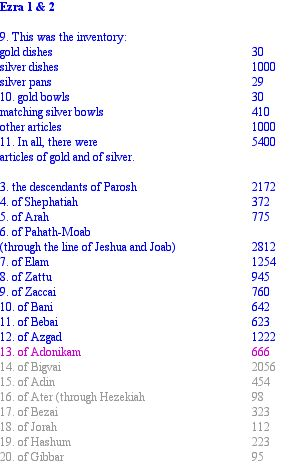 Ezra 1 & 2
9. This was the inventory:
gold dishes 30
silver dishes 1000
silver pans 29
10. gold bowls 30
matching silver bowls 410
other articles 1000
11. In all, there were 5400
articles of gold and of silver.
3. the descendants of Parosh 2172
4. of Shephatiah 372
5. of Arah 775
6. of Pahath-Moab
(through the line of Jeshua and Joab) 2812
7. of Elam 1254
8. of Zattu 945
9. of Zaccai 760
10. of Bani 642
11. of Bebai 623
12. of Azgad 1222
13. of Adonikam 666
14. of Bigvai 2056
15. of Adin 454
16. of Ater (through Hezekiah 98
17. of Bezai 323
18. of Jorah 112
19. of Hashum 223
20. of Gibbar 95